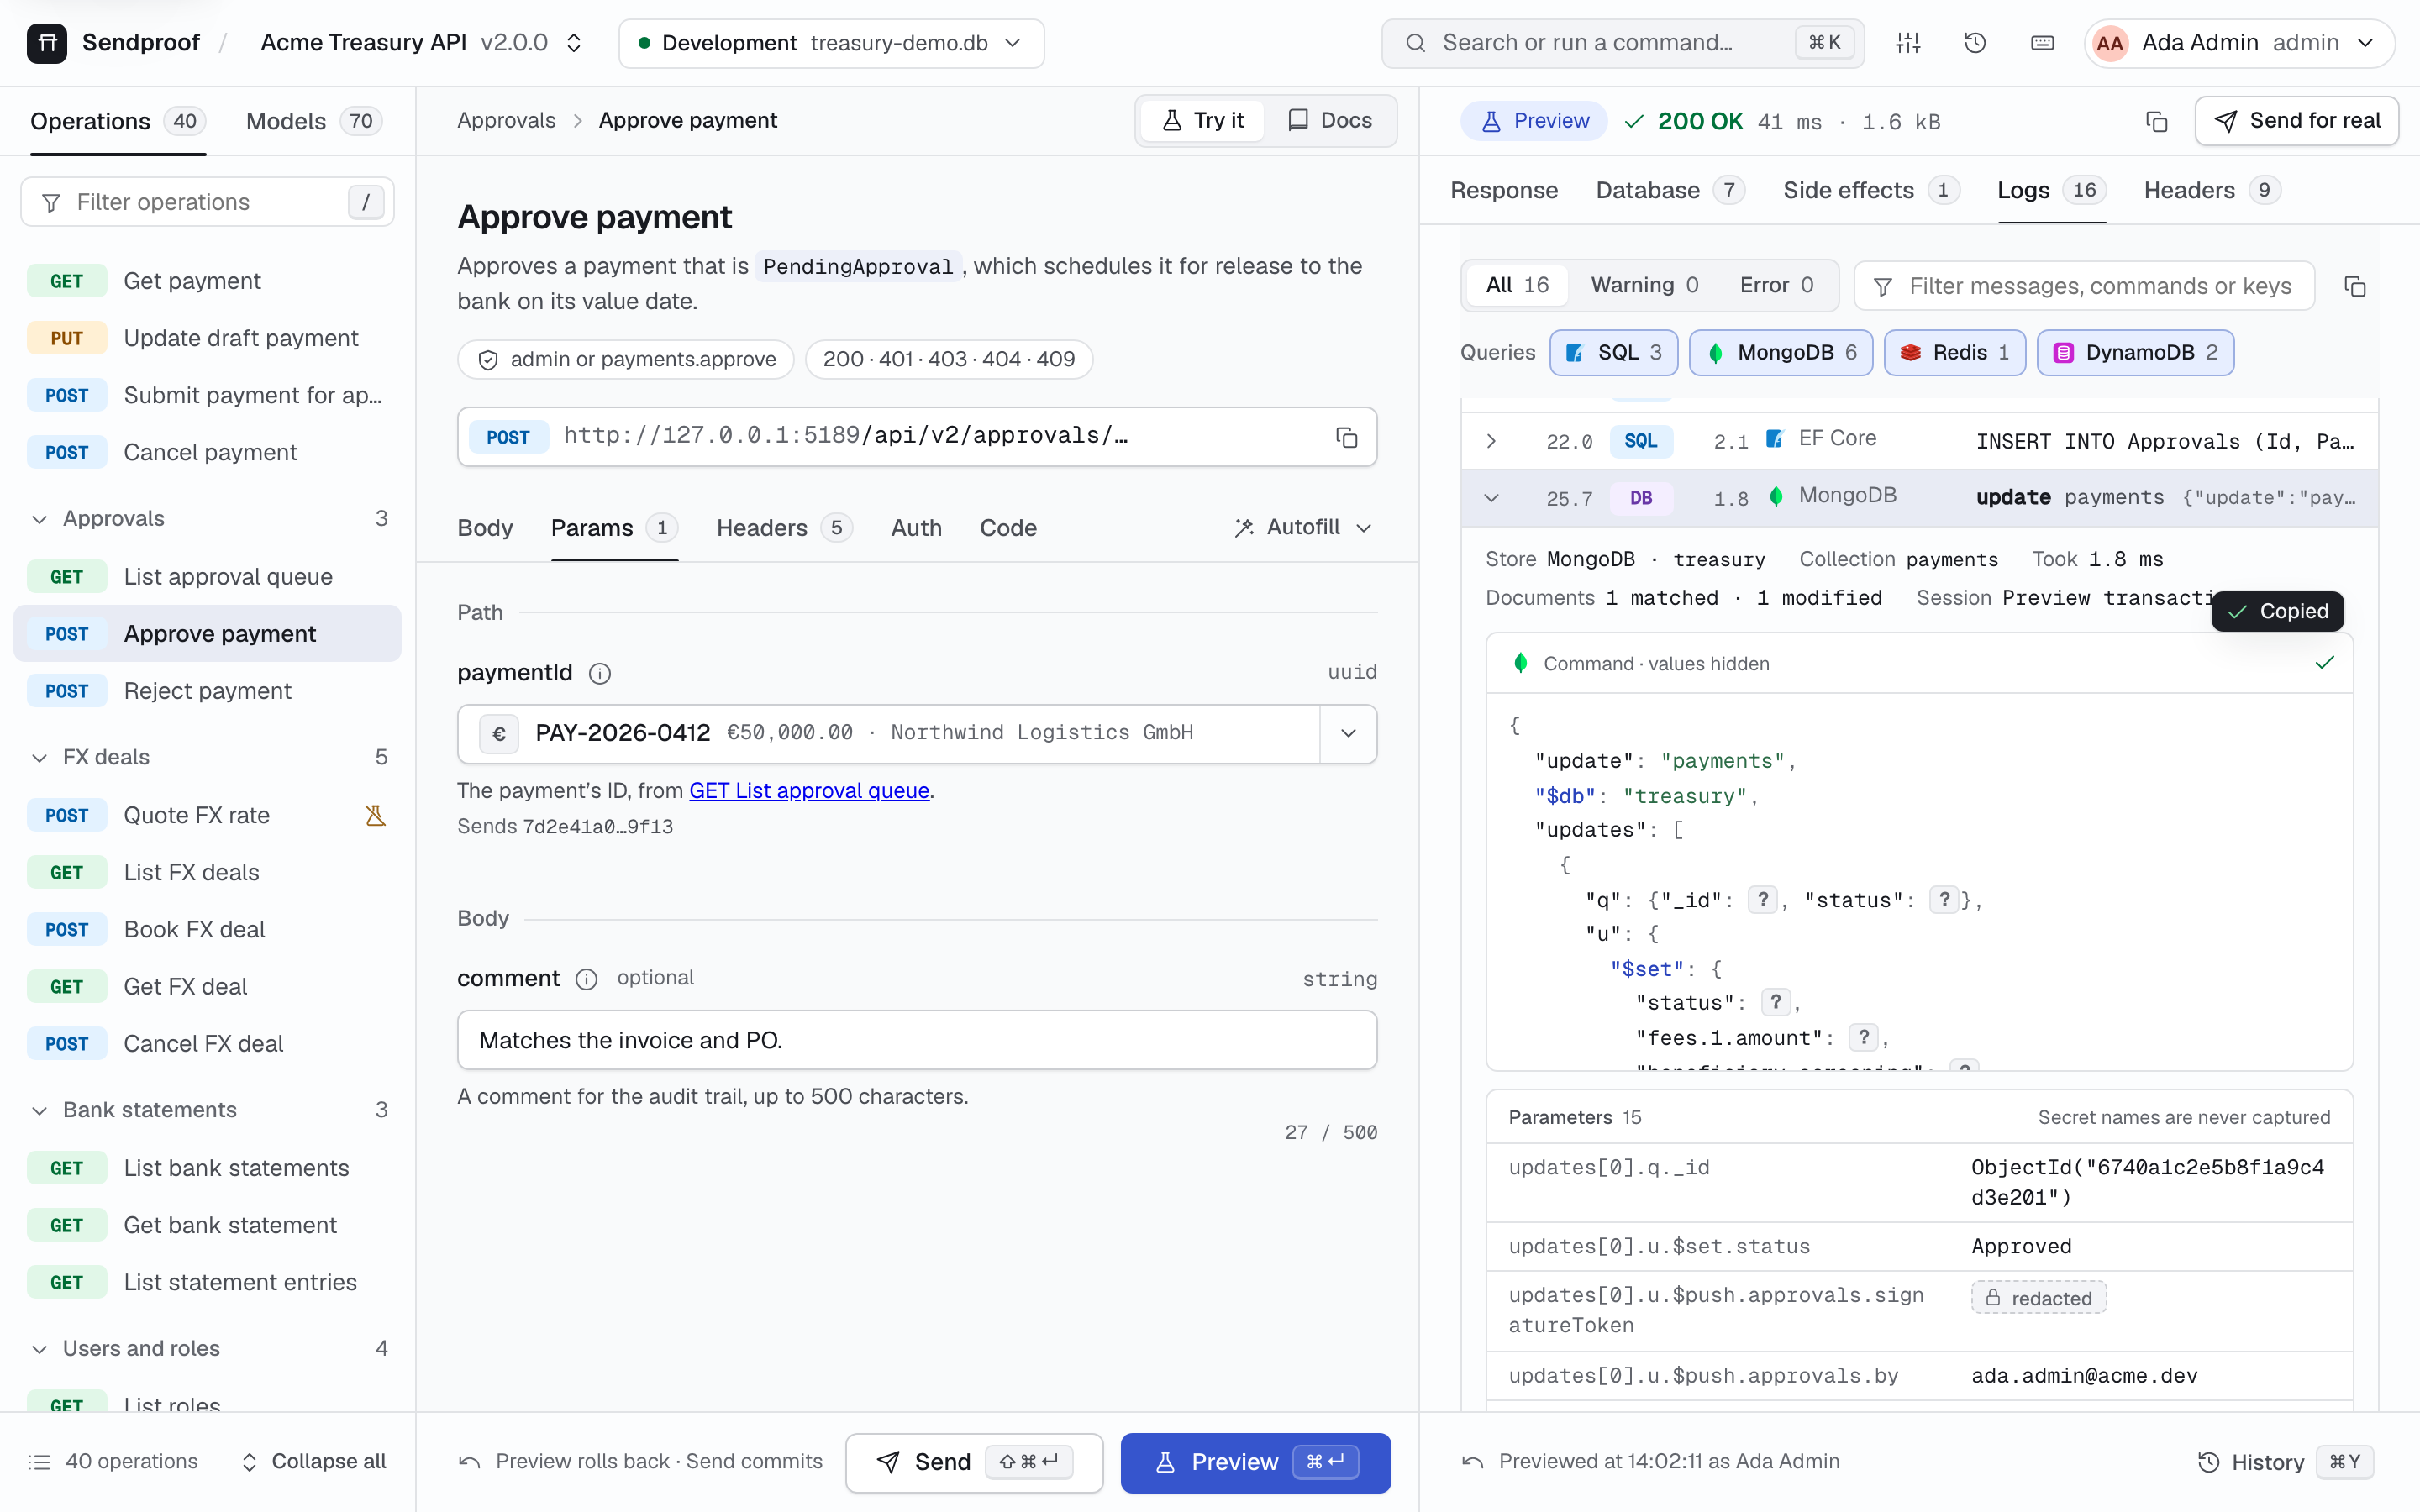 Sendproof / Acme Treasury API v2.0.0
Development treasury-demo.db
Search or run a command... ⌘K
AA Ada Admin admin
Operations 40 Models 70
Filter operations /
GET Get payment
PUT Update draft payment
POST Submit payment for ap…
POST Cancel payment
Approvals 3
GET List approval queue
POST Approve payment
POST Reject payment
FX deals 5
POST Quote FX rate
GET List FX deals
POST Book FX deal
GET Get FX deal
POST Cancel FX deal
Bank statements 3
GET List bank statements
GET Get bank statement
GET List statement entries
Users and roles 4
GET List roles
40 operations Collapse all
Approvals > Approve payment
Try it Docs
Approve payment
Approves a payment that is PendingApproval, which schedules it for release to the
bank on its value date.
admin or payments.approve 200 · 401 · 403 · 404 · 409
POST http://127.0.0.1:5189/api/v2/approvals/…
Body Params 1 Headers 5 Auth Code Autofill
Path
paymentId uuid
€ PAY-2026-0412 €50,000.00 · Northwind Logistics GmbH
The payment’s ID, from GET List approval queue.
Sends 7d2e41a0…9f13
Body
comment optional string
Matches the invoice and PO.
A comment for the audit trail, up to 500 characters.
27 / 500
Preview rolls back · Send commits
Send ⇧⌘↵
Preview ⌘↵
Preview 200 OK 41 ms · 1.6 kB
Send for real
Response Database 7 Side effects 1 Logs 16 Headers 9
All 16 Warning 0 Error 0
Filter messages, commands or keys
Queries SQL 3 MongoDB 6 Redis 1 DynamoDB 2
22.0 SQL 2.1 EF Core INSERT INTO Approvals (Id, Pa…
25.7 DB 1.8 MongoDB update payments {"update":"pay…
Store MongoDB · treasury Collection payments Took 1.8 ms
Documents 1 matched · 1 modified Session Preview transacti
Copied
Command · values hidden
{
"update": "payments",
"$db": "treasury",
"updates": [
{
"q": {"_id": ?, "status": ?},
"u": {
"$set": {
"status": ?,
"fees.1.amount": ?,
"beneficiary.screening": ?
Parameters 15 Secret names are never captured
updates[0].q._id ObjectId("6740a1c2e5b8f1a9c4
d3e201")
updates[0].u.$set.status Approved
updates[0].u.$push.approvals.sign
atureToken redacted
updates[0].u.$push.approvals.by ada.admin@acme.dev
Previewed at 14:02:11 as Ada Admin
History ⌘Y